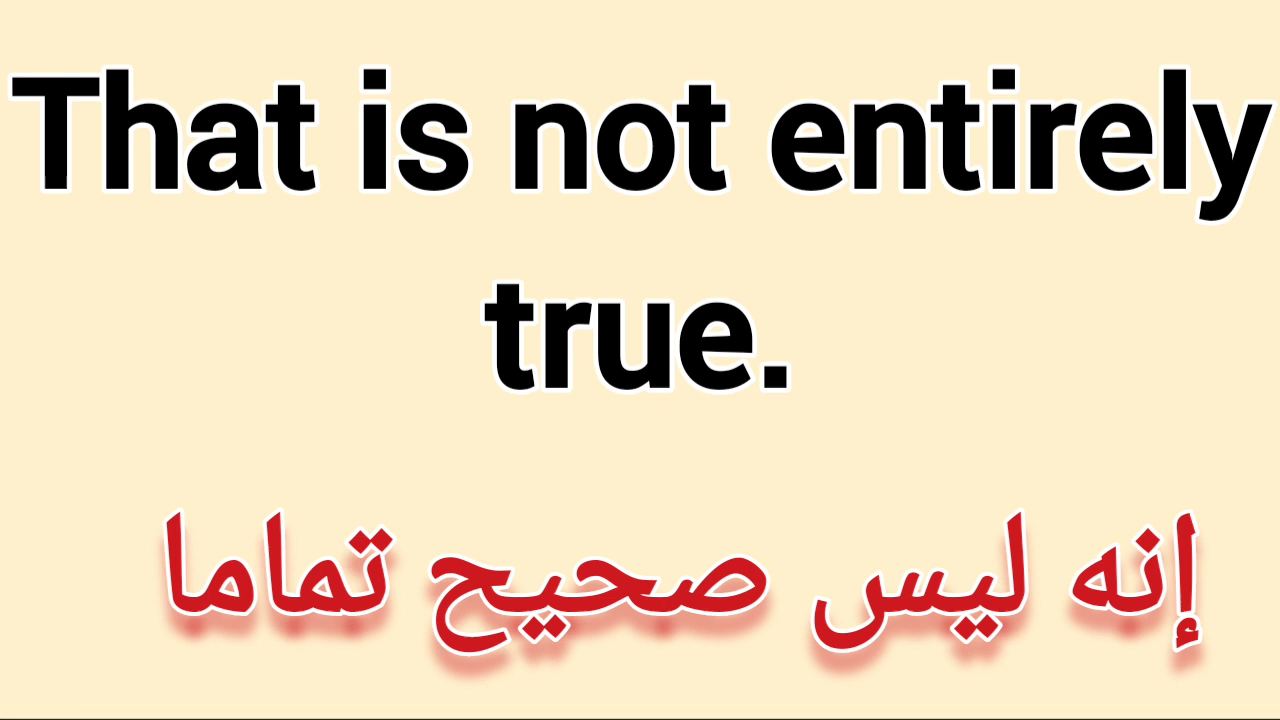 That is not entirely
true.
إنه ليس صحيح تماما